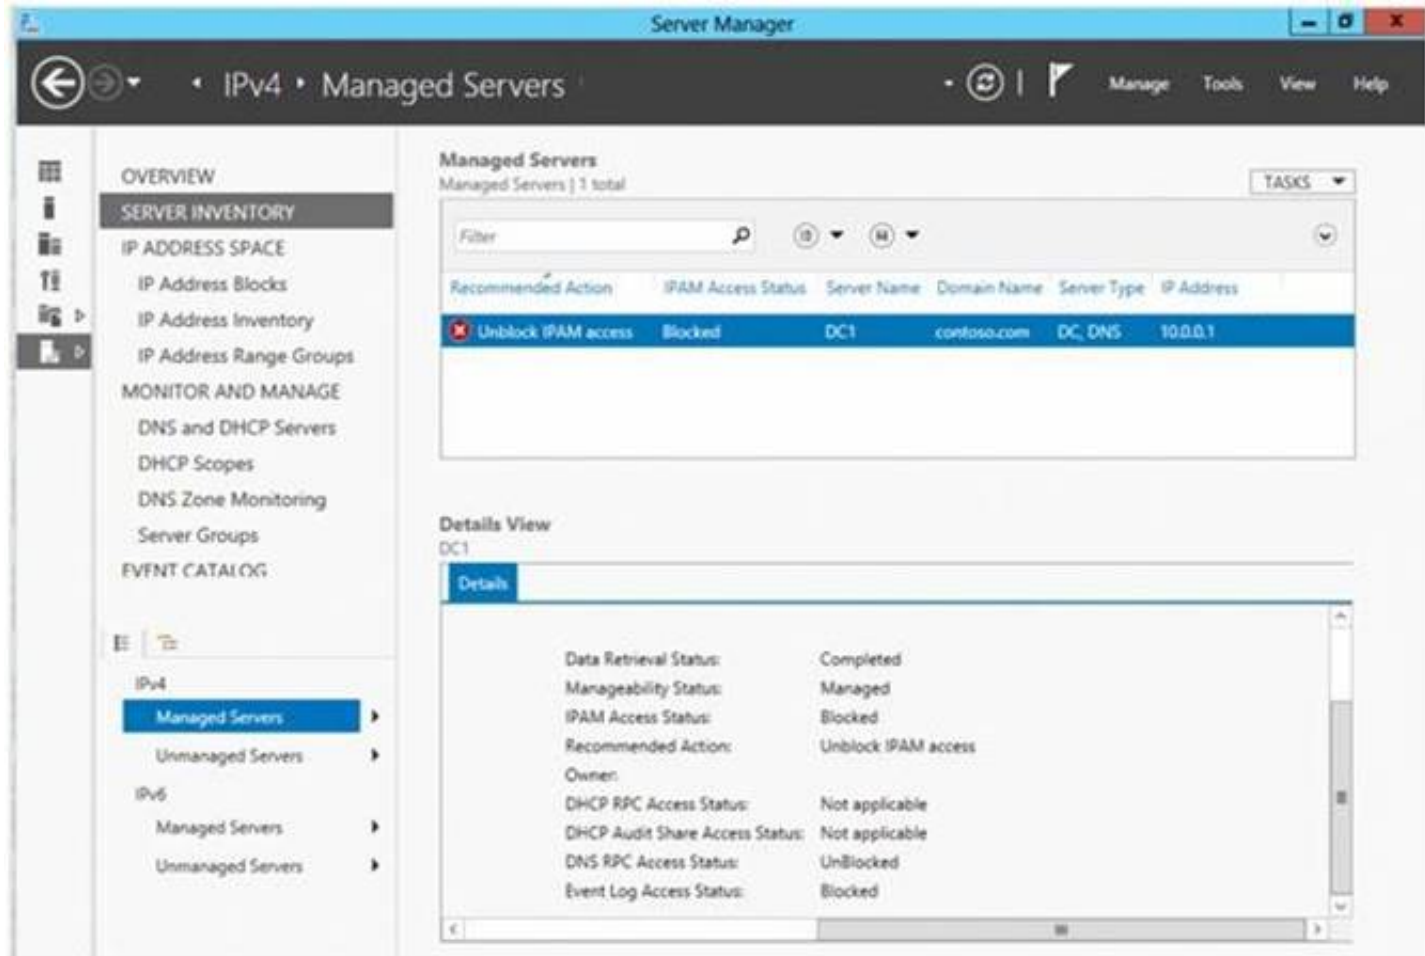 Server Manager
IPv4 Managed Servers
Manage Tools View Help
OVERVIEW
SERVER INVENTORY
IP ADDRESS SPACE
IP Address Blocks
IP Address Inventory
IP Address Range Groups
MONITOR AND MANAGE
DNS and DHCP Servers
DHCP Scopes
DNS Zone Monitoring
Server Groups
EVENT CATALOG
IPv4
Managed Servers
Unmanaged Servers
IPv6
Managed Servers
Unmanaged Servers
Managed Servers
Managed Servers | 1 total
TASKS
Filter
Recommended Action IPAM Access Status Server Name Domain Name Server Type IP Address
Unblock IPAM access Blocked DC1 contoso.com DC, DNS 10.0.0.1
Details View
DC1
Details
Data Retrieval Status: Completed
Manageability Status: Managed
IPAM Access Status: Blocked
Recommended Action: Unblock IPAM access
Owner:
DHCP RPC Access Status: Not applicable
DHCP Audit Share Access Status: Not applicable
DNS RPC Access Status: UnBlocked
Event Log Access Status: Blocked